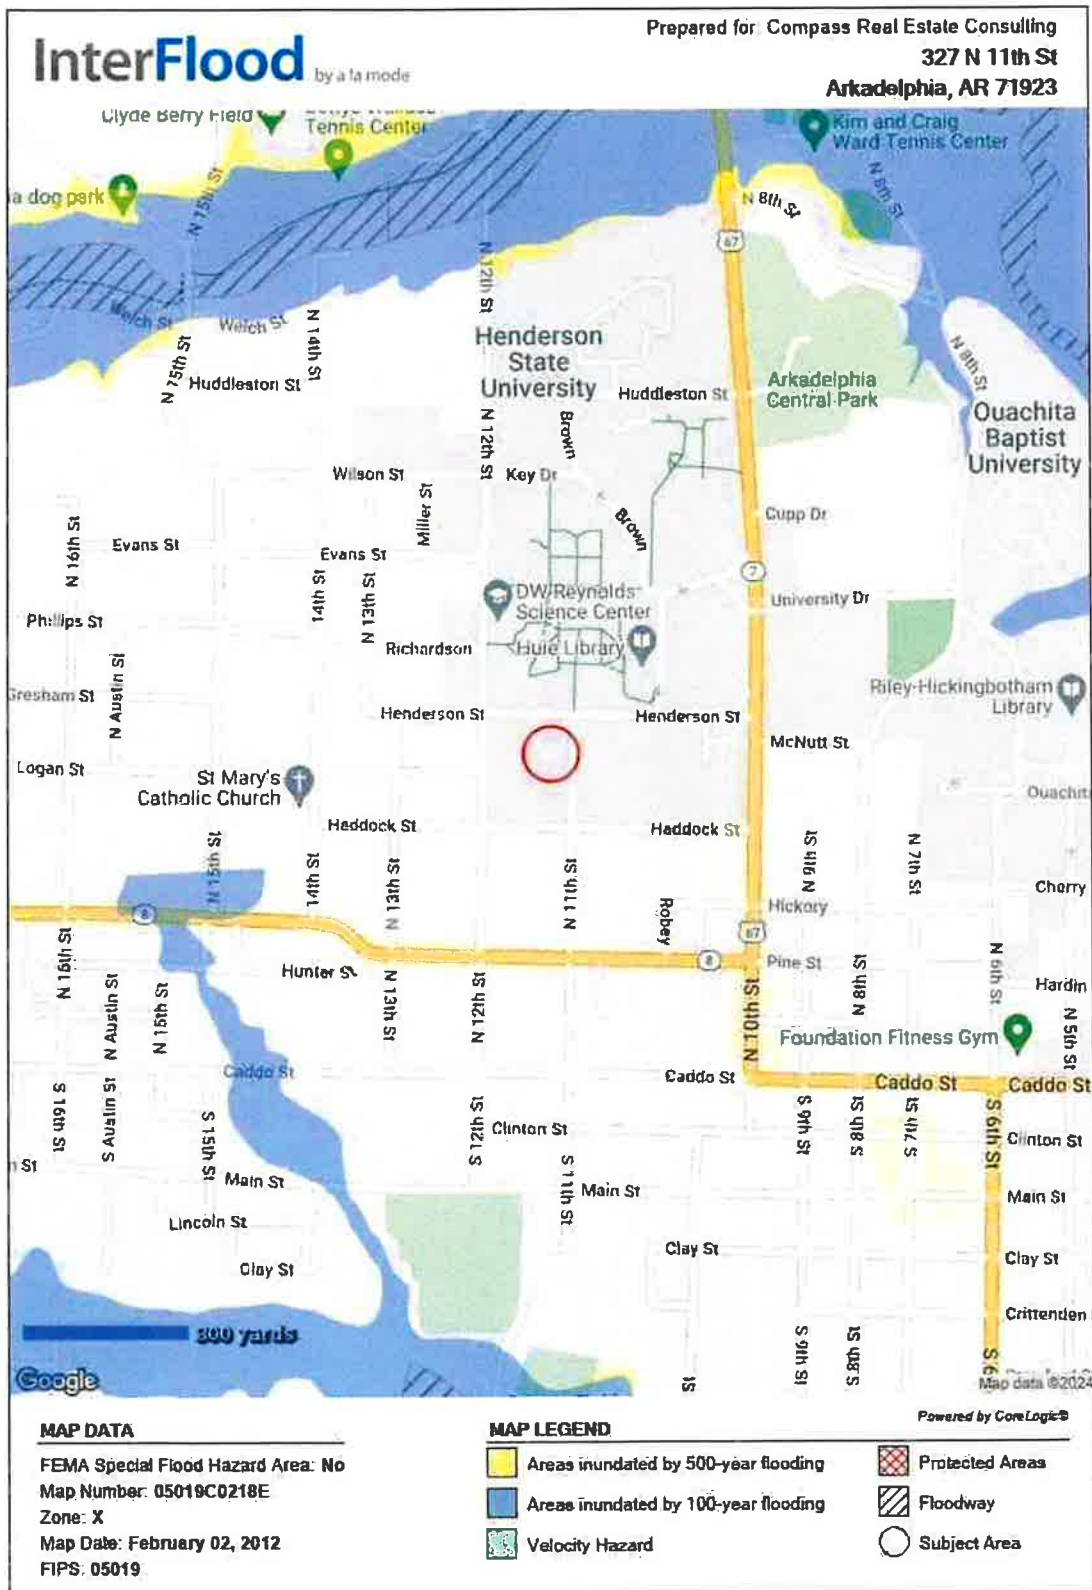 InterFlood by a la mode
Prepared for: Compass Real Estate Consulting
327 N 11th St
Arkadelphia, AR 71923
Clyde Berry Field
Tennis Center
Kim and Craig
Ward Tennis Center
ia dog park
N 15th St
N 8th St
N 6th St
67
N 12th St
Welch St
Welch St
N 14th St
N 15th St
Huddleston St
Henderson
State
University
Huddleston St
Arkadelphia
Central Park
N 8th St
Ouachita
Baptist
University
N 12th St
Brown
Wilson St
Key Dr
Miller St
Brown
Cupp Dr
N 16th St
Evans St
Evans St
14th St
N 13th St
7
DW Reynolds
Science Center
University Dr
Phillips St
Richardson
Huie Library
N Austin St
Gresham St
Riley-Hickingbotham
Library
Henderson St
Henderson St
McNutt St
Logan St
St Mary's
Catholic Church
Ouachita
Haddock St
Haddock St
N 15th St
14th St
N 13th St
N 11th St
N 9th St
N 7th St
Cherry
8
Robey
Hickory
67
N 16th St
Hunter St
8
Pine St
N 6th St
N Austin St
N 15th St
N 13th St
N 12th St
N 10th St
N 8th St
Hardin
N 5th St
Foundation Fitness Gym
Caddo St
Caddo St
Caddo St
Caddo St
S 16th St
S Austin St
S 15th St
S 12th St
Clinton St
S 9th St
S 8th St
S 7th St
S 6th St
Clinton St
n St
Main St
S 11th St
Main St
Main St
Lincoln St
Clay St
Clay St
Clay St
Crittenden
300 yards
S 9th St
S 8th St
S 6
St
Google
Map data ©2024
Powered by CoreLogic®
MAP DATA
FEMA Special Flood Hazard Area: No
Map Number: 05019C0218E
Zone: X
Map Date: February 02, 2012
FIPS: 05019
MAP LEGEND
Areas inundated by 500-year flooding
Areas inundated by 100-year flooding
Velocity Hazard
Protected Areas
Floodway
Subject Area